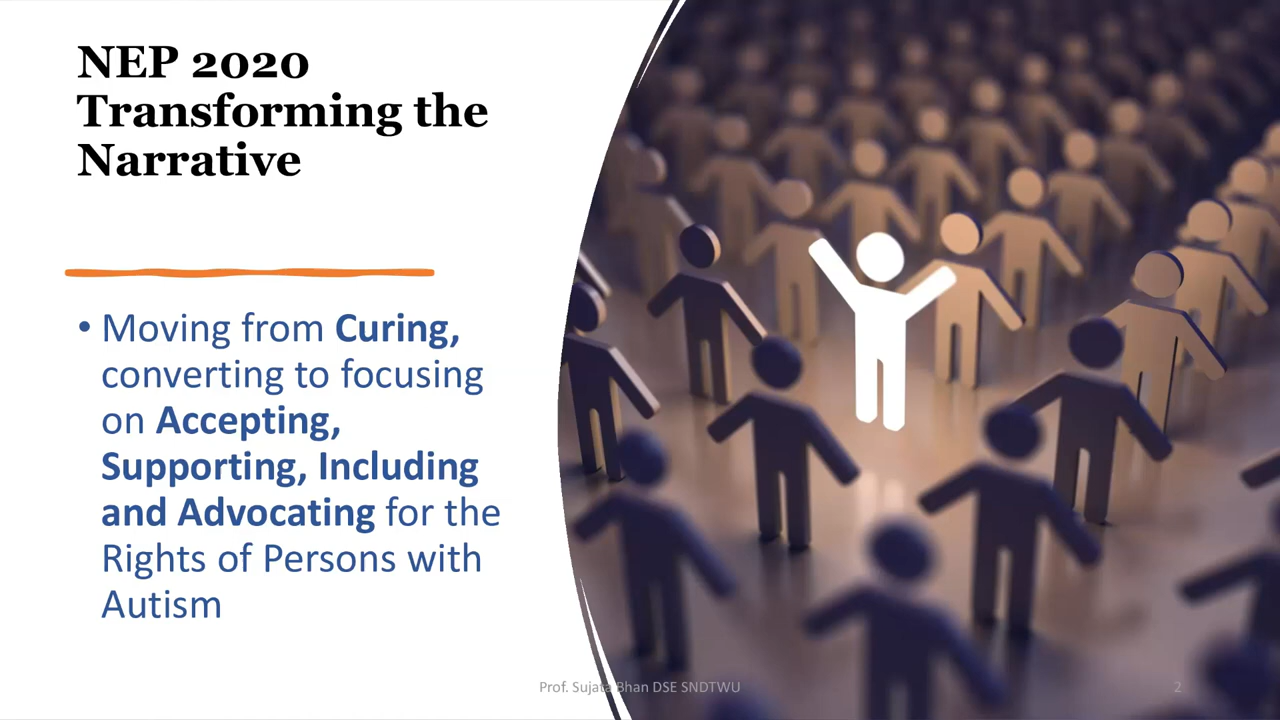 NEP 2020
Transforming the
Narrative
• Moving from Curing,
converting to focusing
on Accepting,
Supporting, Including
and Advocating for the
Rights of Persons with
Autism
Prof. Sujata Bhan DSE SNDTWU
2